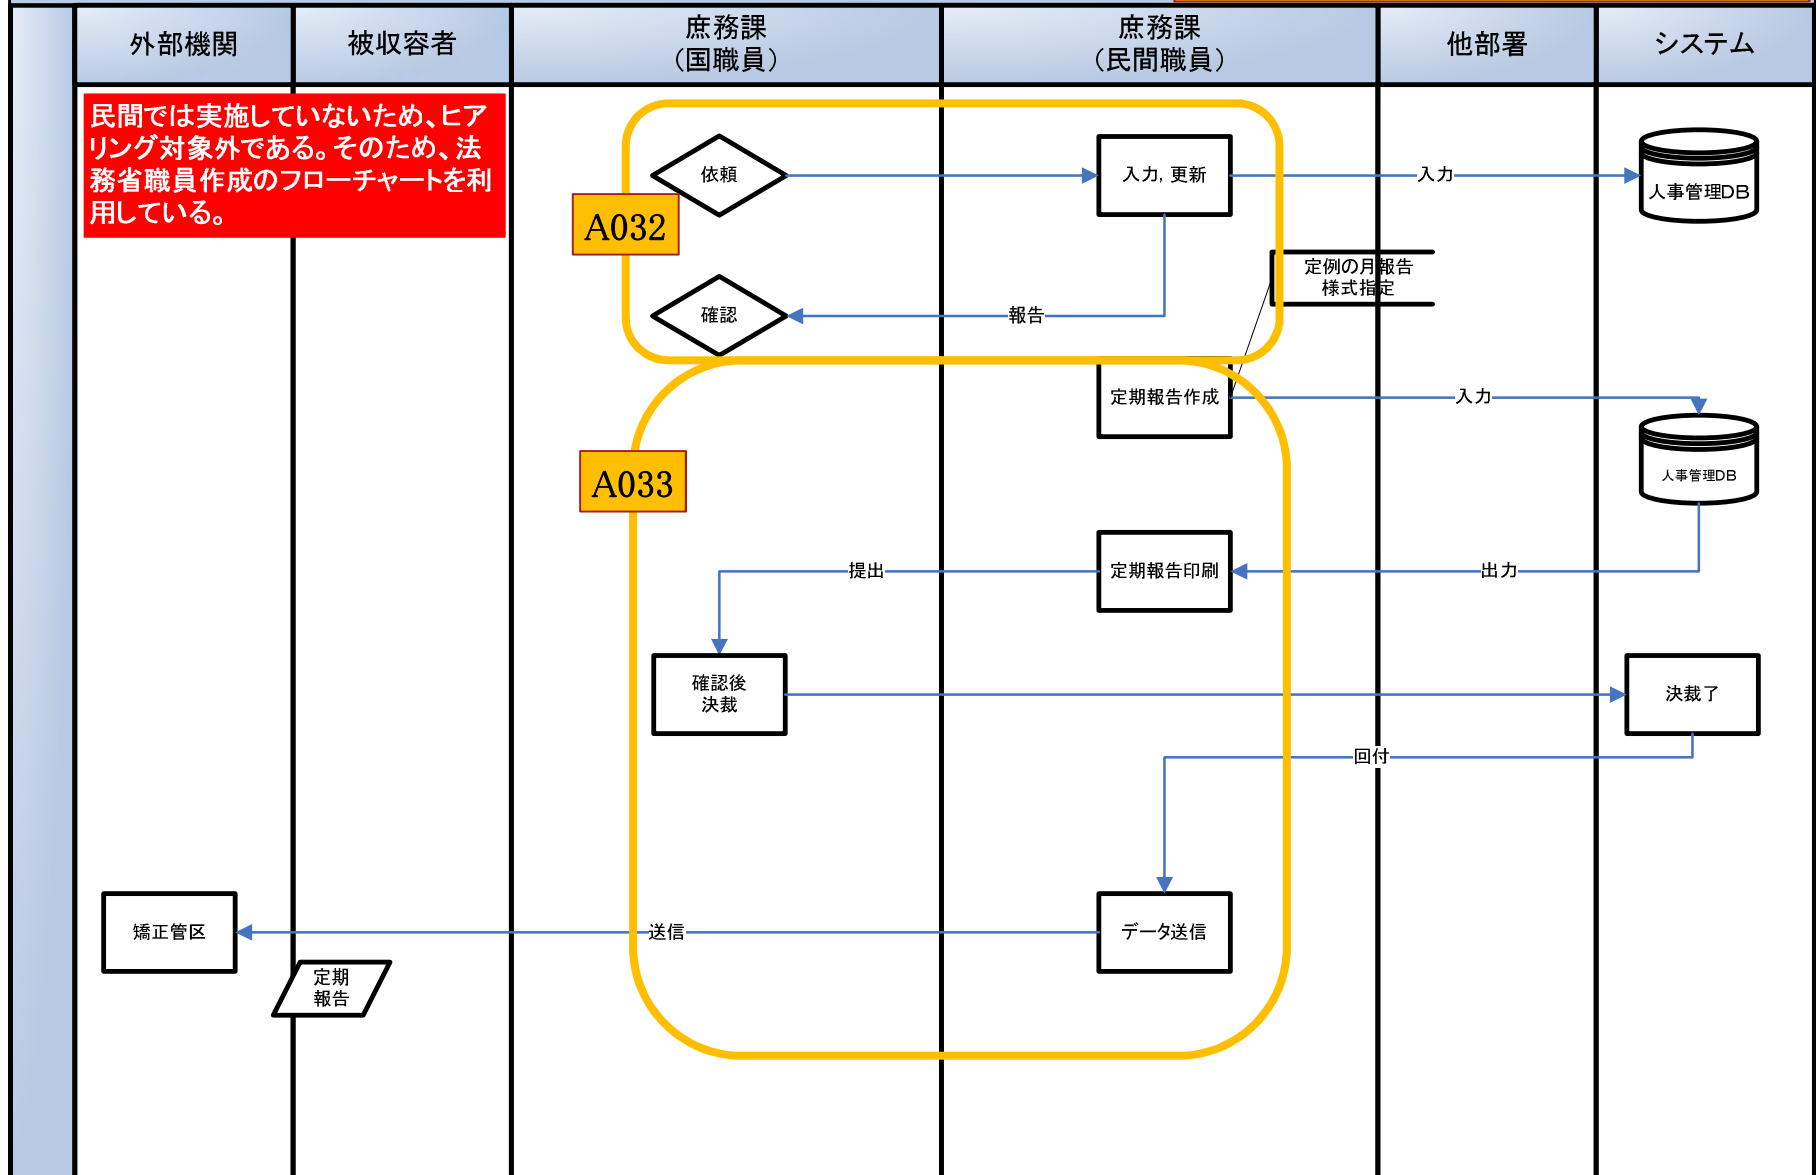 外部機関
被収容者
庶務課
（国職員）
庶務課
（民間職員）
他部署
システム
民間では実施していないため、ヒア
リング対象外である。そのため、法
務省職員作成のフローチャートを利
用している。
依頼
入力，更新
入力
人事管理DB
A032
定例の月報告
様式指定
確認
報告
定期報告作成
入力
人事管理DB
A033
提出
定期報告印刷
出力
確認後
決裁
決裁了
回付
矯正管区
送信
データ送信
定期
報告